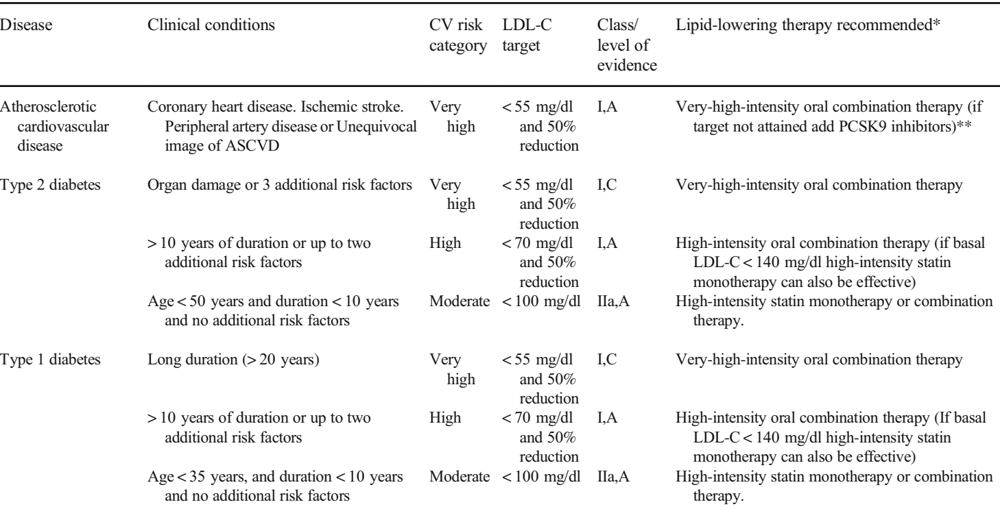 Disease Clinical conditions CV risk category LDL-C target Class/ level of evidence Lipid-lowering therapy recommended*
Atherosclerotic cardiovascular disease Coronary heart disease. Ischemic stroke. Peripheral artery disease or Unequivocal image of ASCVD Very high < 55 mg/dl and 50% reduction I,A Very-high-intensity oral combination therapy (if target not attained add PCSK9 inhibitors)**
Type 2 diabetes Organ damage or 3 additional risk factors Very high < 55 mg/dl and 50% reduction I,C Very-high-intensity oral combination therapy
> 10 years of duration or up to two additional risk factors High < 70 mg/dl and 50% reduction I,A High-intensity oral combination therapy (if basal LDL-C < 140 mg/dl high-intensity statin monotherapy can also be effective)
Age < 50 years and duration < 10 years and no additional risk factors Moderate < 100 mg/dl IIa,A High-intensity statin monotherapy or combination therapy.
Type 1 diabetes Long duration (> 20 years) Very high < 55 mg/dl and 50% reduction I,C Very-high-intensity oral combination therapy
> 10 years of duration or up to two additional risk factors High < 70 mg/dl and 50% reduction I,A High-intensity oral combination therapy (If basal LDL-C < 140 mg/dl high-intensity statin monotherapy can also be effective)
Age < 35 years, and duration < 10 years and no additional risk factors Moderate < 100 mg/dl IIa,A High-intensity statin monotherapy or combination therapy.